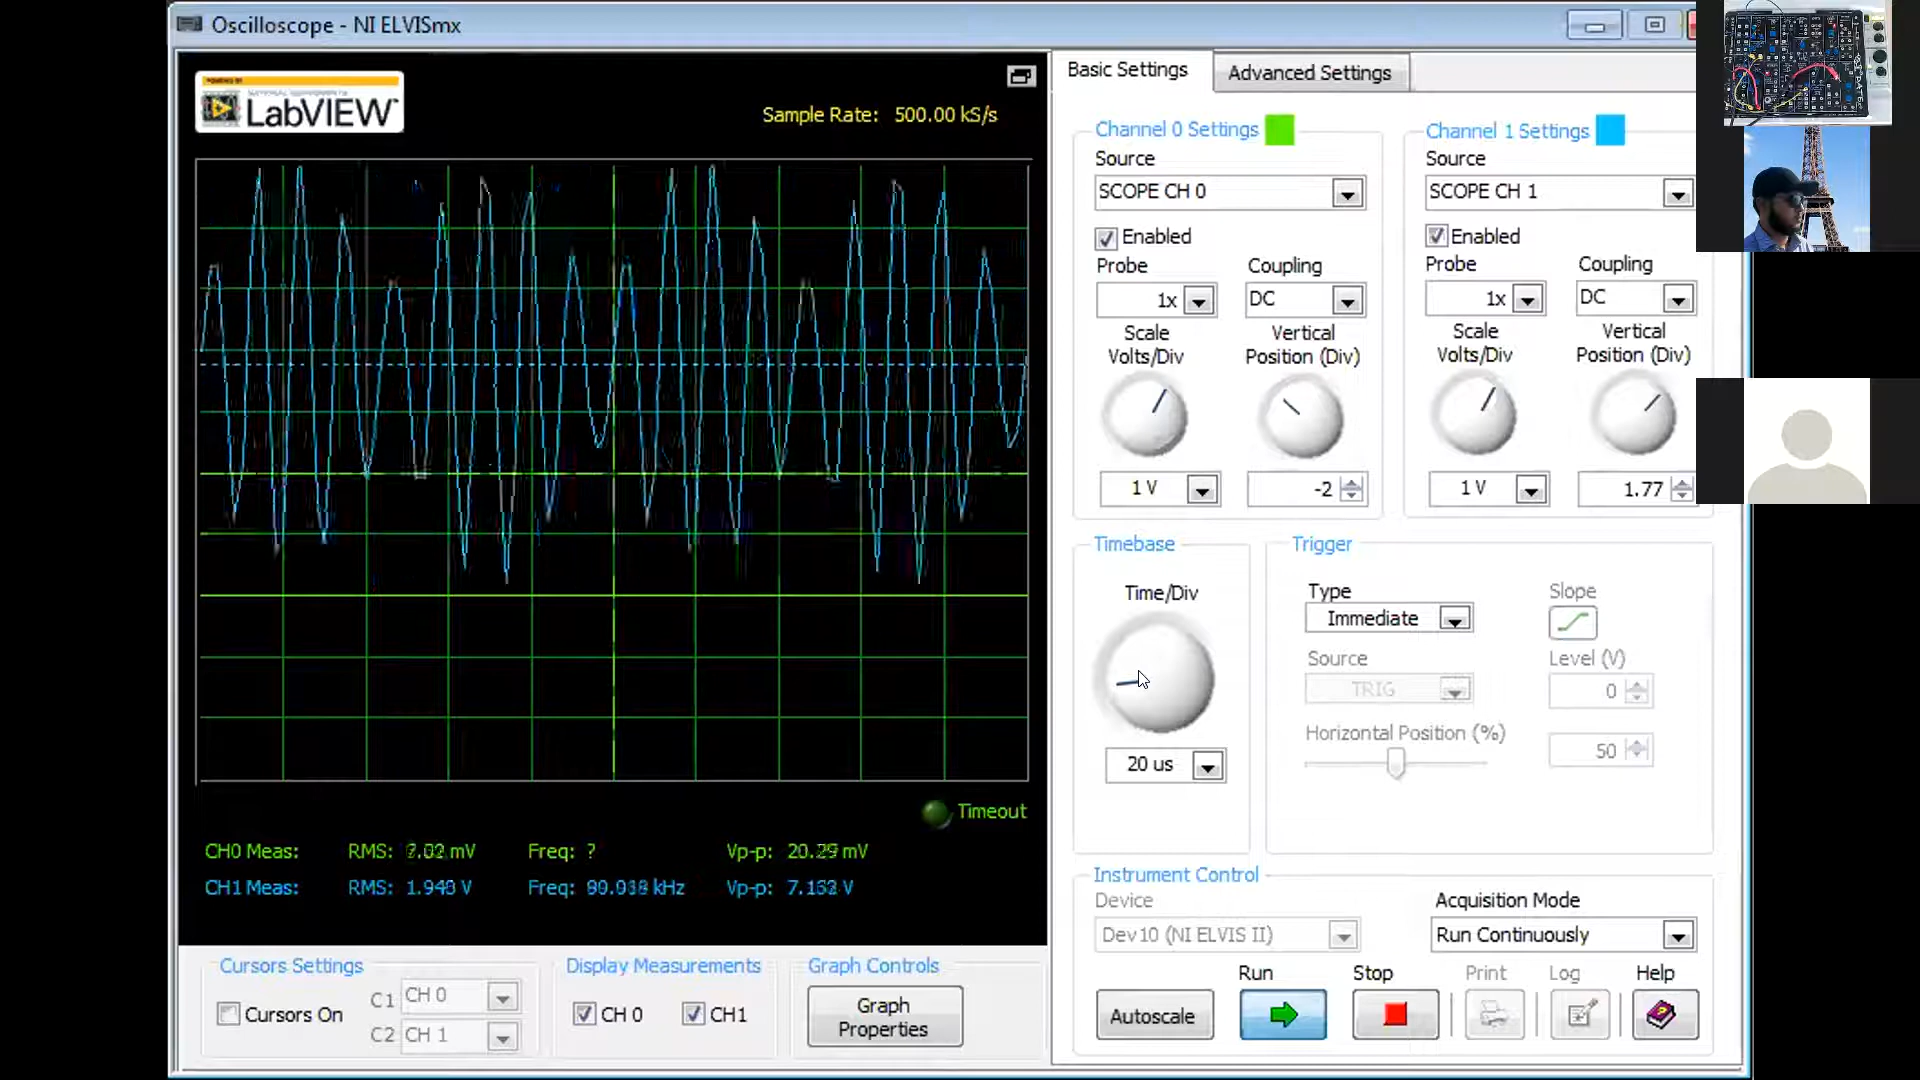 Oscilloscope - NI ELVISmx
LabVIEW
Sample Rate: 500.00 kS/s
Timeout
CH0 Meas: RMS: mV Freq: ? Vp-p: mV
CH1 Meas: RMS: V Freq: kHz Vp-p: V
Cursors Settings
Cursors On
C1 CH 0
C2 CH 1
Display Measurements
CH 0 CH1
Graph Controls
Graph
Properties
Basic Settings
Advanced Settings
Channel 0 Settings
Source
SCOPE CH 0
Enabled
Probe Coupling
1x DC
Scale Vertical
Volts/Div Position (Div)
1 V -2
Channel 1 Settings
Source
SCOPE CH 1
Enabled
Probe Coupling
1x DC
Scale Vertical
Volts/Div Position (Div)
1 V 1.77
Timebase
Time/Div
20 us
Trigger
Type Slope
Immediate
Source Level (V)
TRIG 0
Horizontal Position (%)
50
Instrument Control
Device Acquisition Mode
Dev10 (NI ELVIS II) Run Continuously
Run Stop Print Log Help
Autoscale